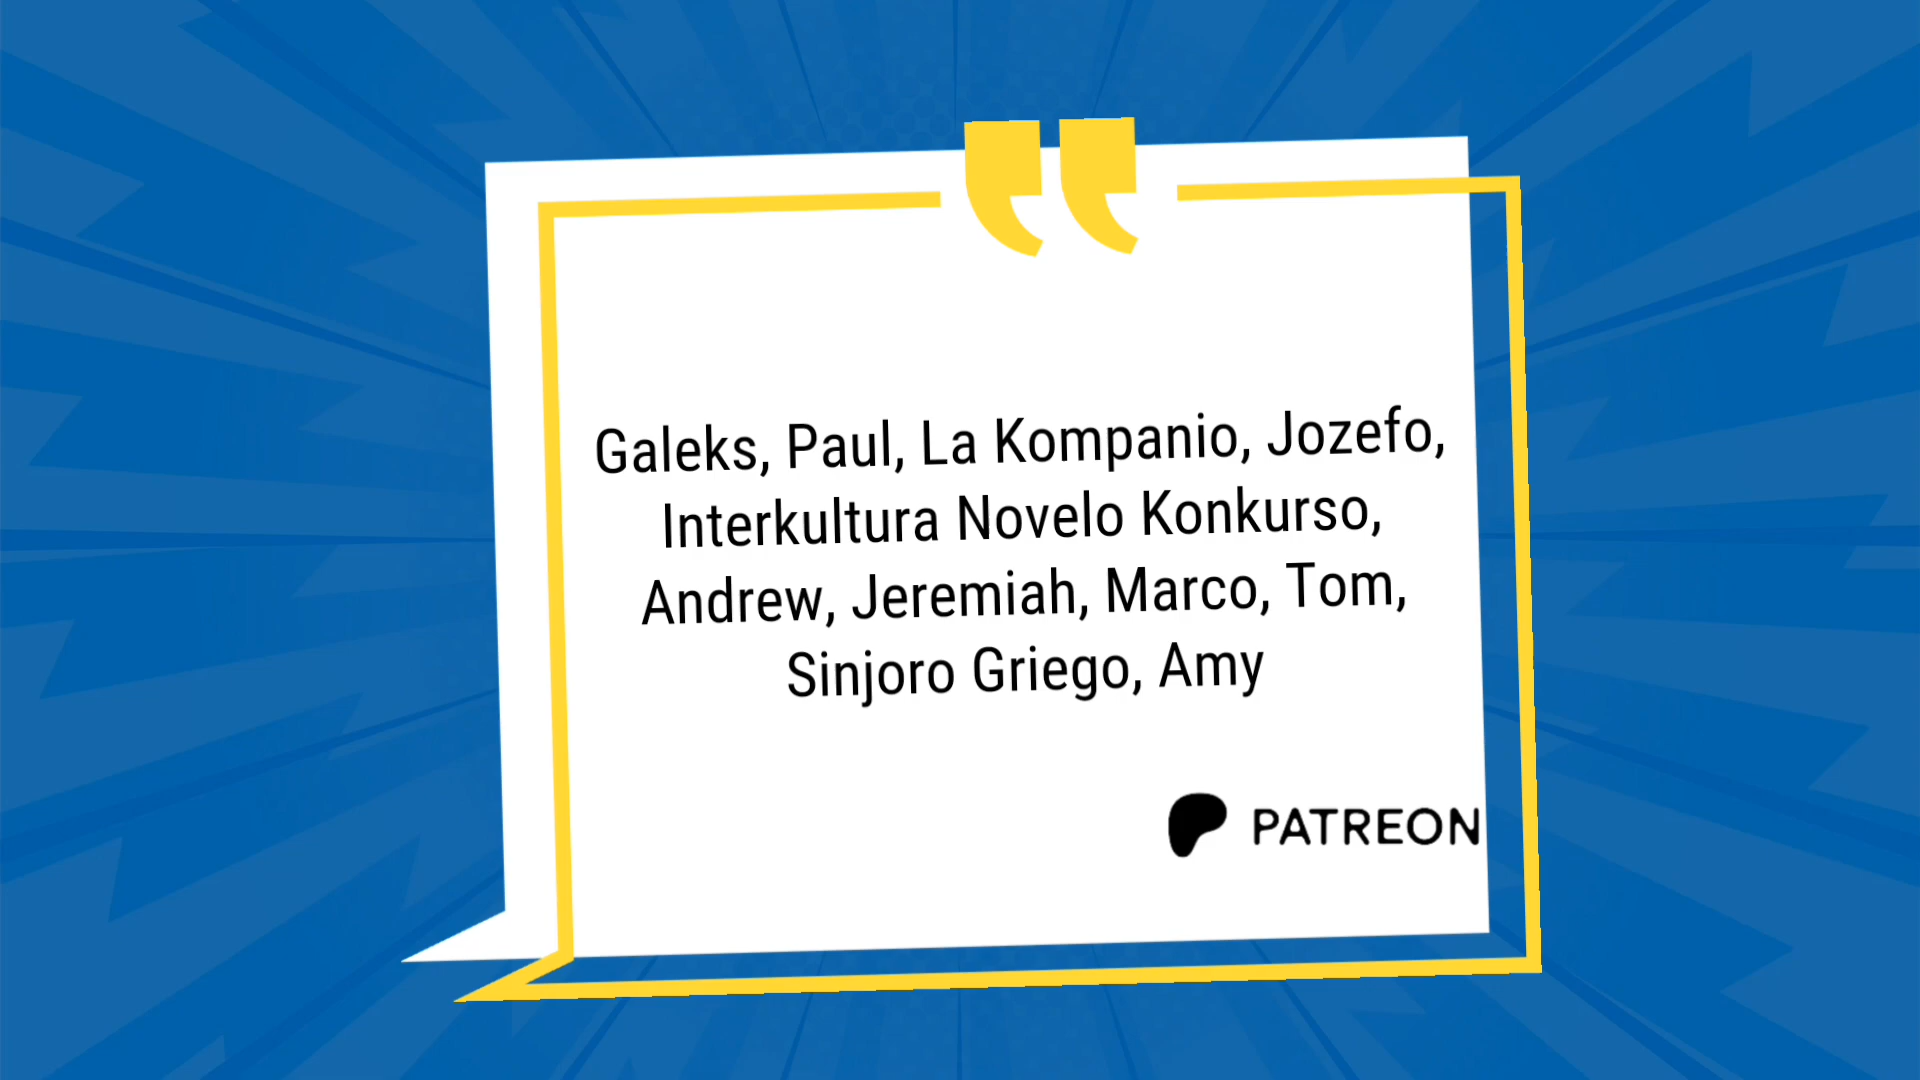 Galeks, Paul, La Kompanio, Jozefo,
Interkultura Novelo Konkurso,
Andrew, Jeremiah, Marco, Tom,
Sinjoro Griego, Amy
PATREON